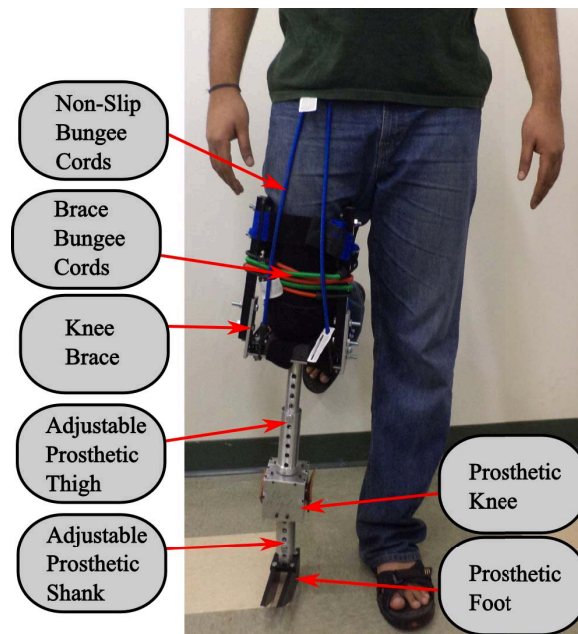 Non-Slip
Bungee
Cords
Brace
Bungee
Cords
Knee
Brace
Adjustable
Prosthetic
Thigh
Adjustable
Prosthetic
Shank
Prosthetic
Knee
Prosthetic
Foot